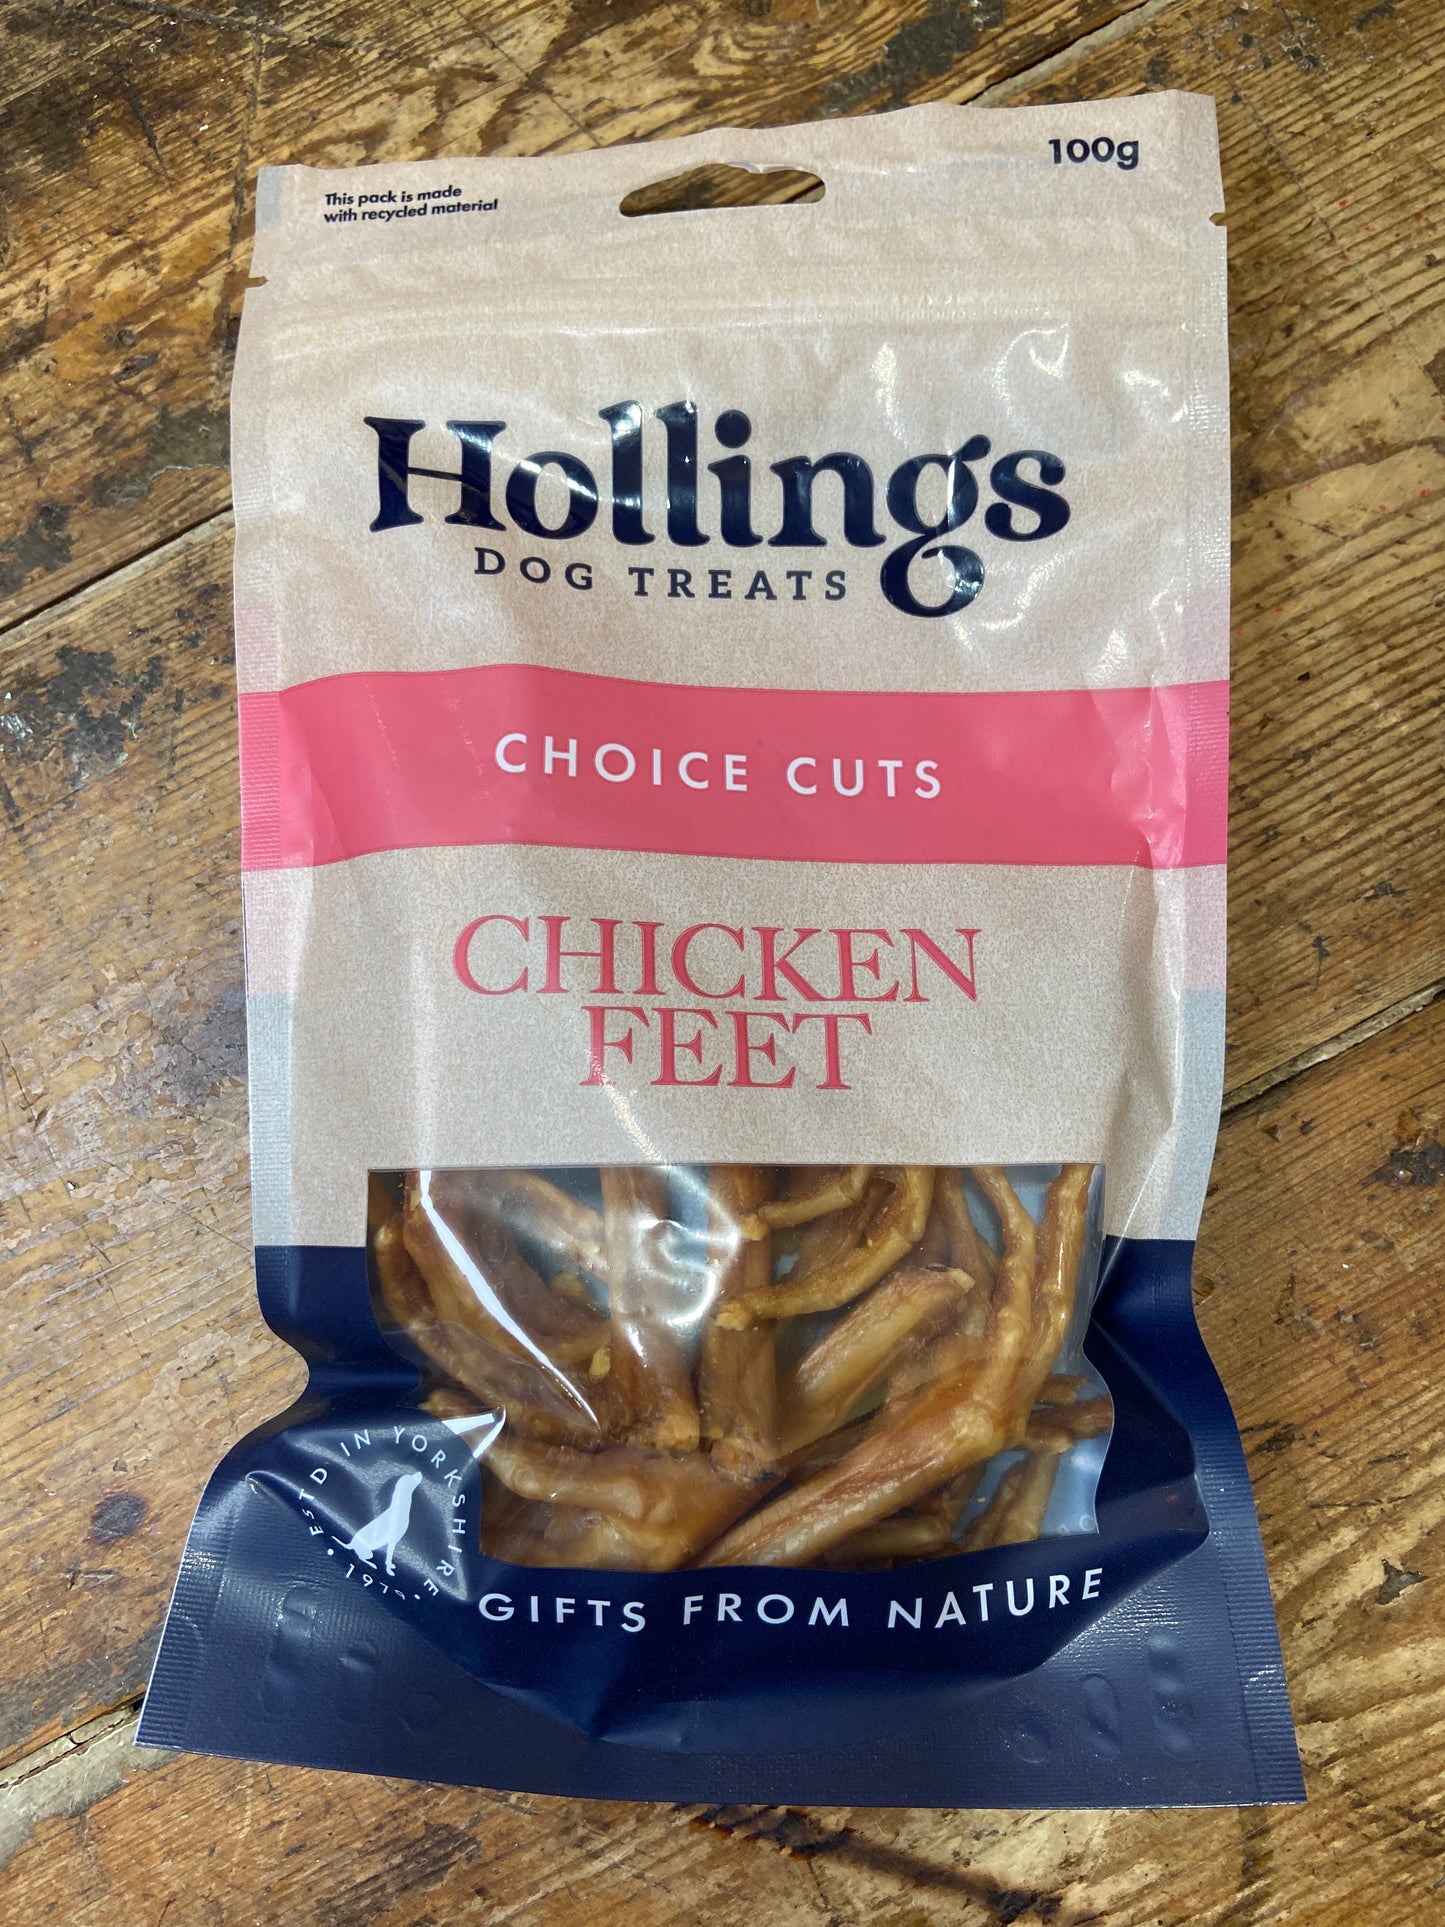 100g
This pack is made
with recycled material
Hollings
DOG TREATS
CHOICE CUTS
CHICKEN
FEET
ESTD IN YORKSHIRE
GIFTS FROM NATURE